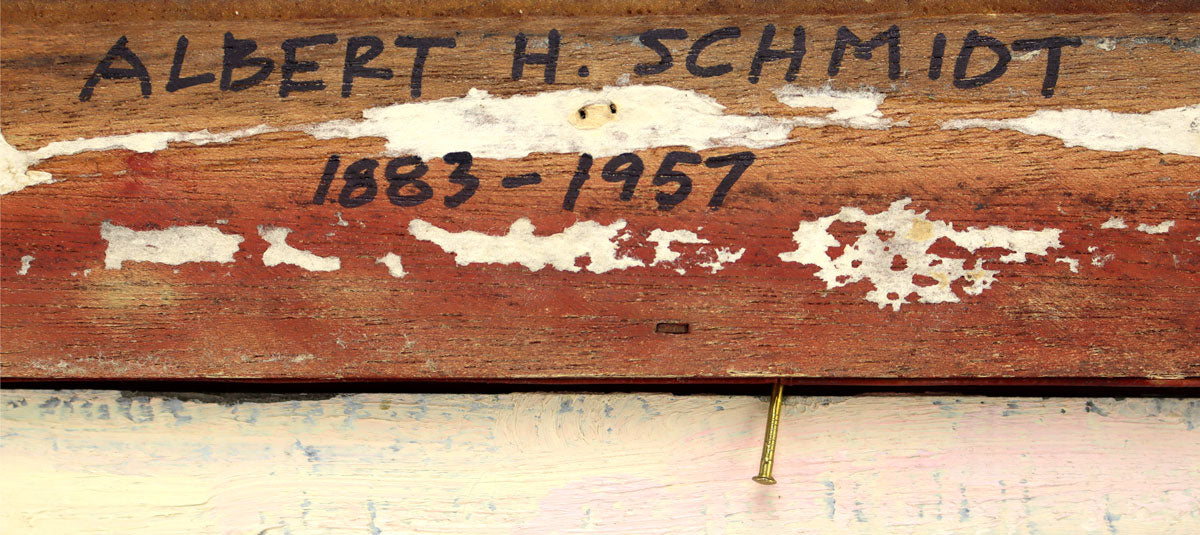 ALBERT H. SCHMIDT
1883-1957